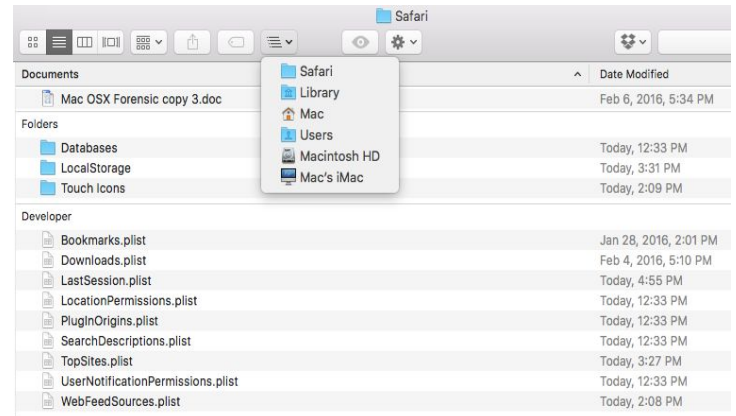 Safari
Documents
Date Modified
Safari
Library
Mac
Users
Macintosh HD
Mac's iMac
Mac OSX Forensic copy 3.doc Feb 6, 2016, 5:34 PM
Folders
Databases Today, 12:33 PM
LocalStorage Today, 3:31 PM
Touch Icons Today, 2:09 PM
Developer
Bookmarks.plist Jan 28, 2016, 2:01 PM
Downloads.plist Feb 4, 2016, 5:10 PM
LastSession.plist Today, 4:55 PM
LocationPermissions.plist Today, 12:33 PM
PlugInOrigins.plist Today, 12:33 PM
SearchDescriptions.plist Today, 12:33 PM
TopSites.plist Today, 3:27 PM
UserNotificationPermissions.plist Today, 12:33 PM
WebFeedSources.plist Today, 2:08 PM